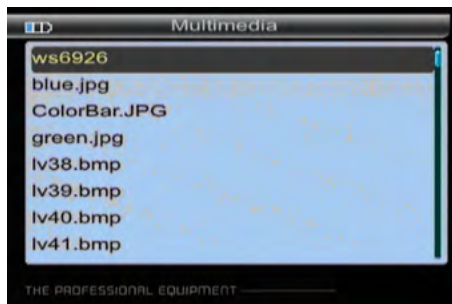 Multimedia
ws6926
blue.jpg
ColorBar.JPG
green.jpg
lv38.bmp
lv39.bmp
lv40.bmp
lv41.bmp
THE PROFESSIONAL EQUIPMENT